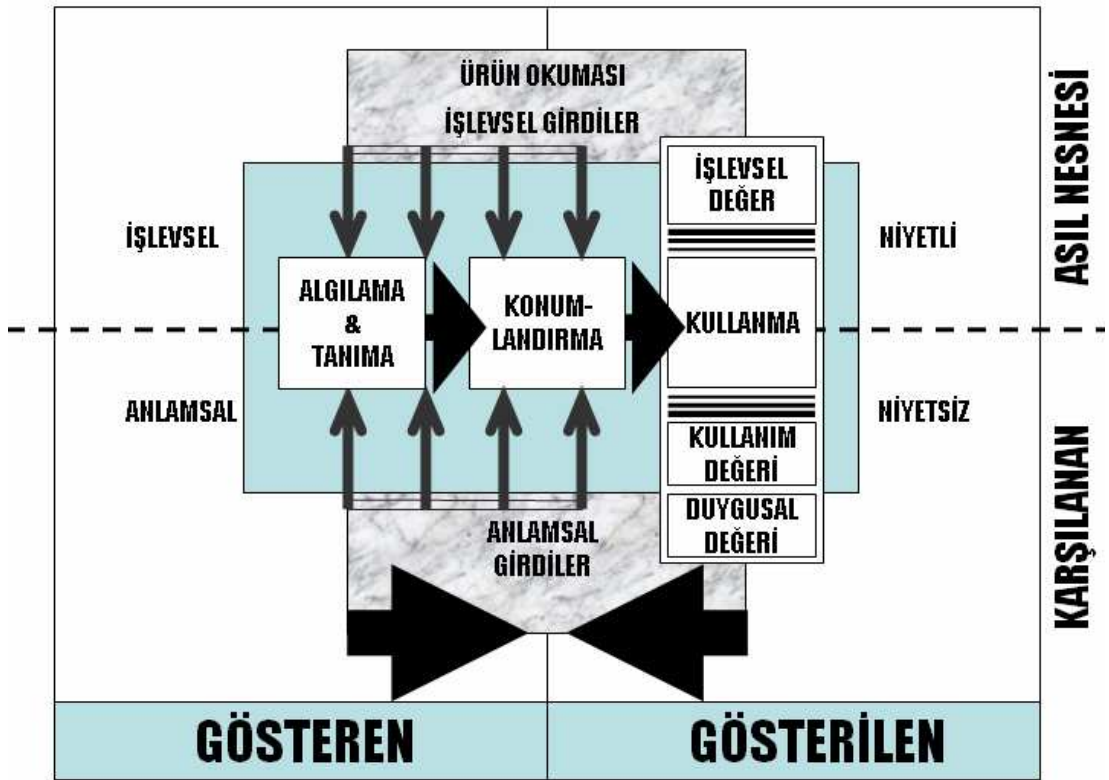 ÜRÜN OKUMASI
İŞLEVSEL GİRDİLER
İŞLEVSEL
DEĞER
İŞLEVSEL
NİYETLİ
ASIL NESNESİ
ALGILAMA
&
TANIMA
KONUM-
LANDIRMA
KULLANMA
ANLAMSAL
NİYETSİZ
KULLANIM
DEĞERİ
DUYGUSAL
DEĞERİ
ANLAMSAL
GİRDİLER
KARŞILANAN
GÖSTEREN
GÖSTERİLEN